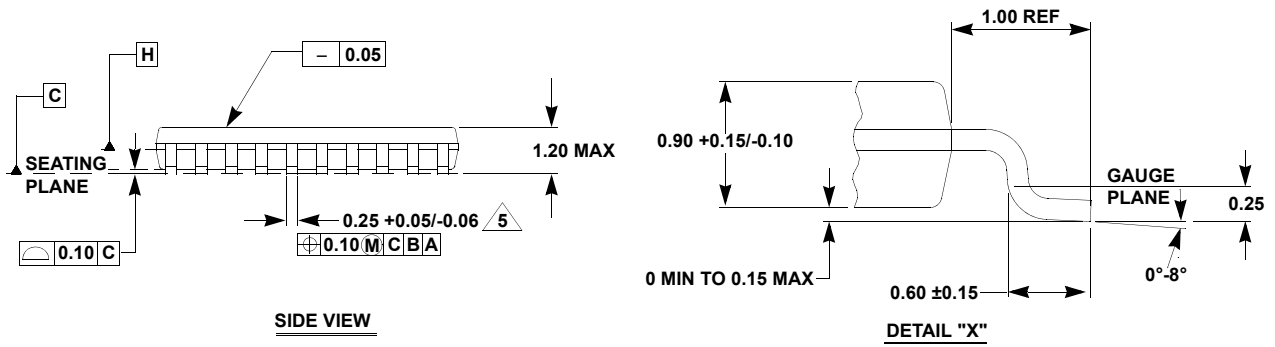 H
– 0.05
C
1.20 MAX
SEATING
PLANE
0.25 +0.05/-0.06 5
0.10 M C B A
⌓ 0.10 C
SIDE VIEW
1.00 REF
0.90 +0.15/-0.10
GAUGE
PLANE
0.25
0 MIN TO 0.15 MAX
0°-8°
0.60 ±0.15
DETAIL "X"